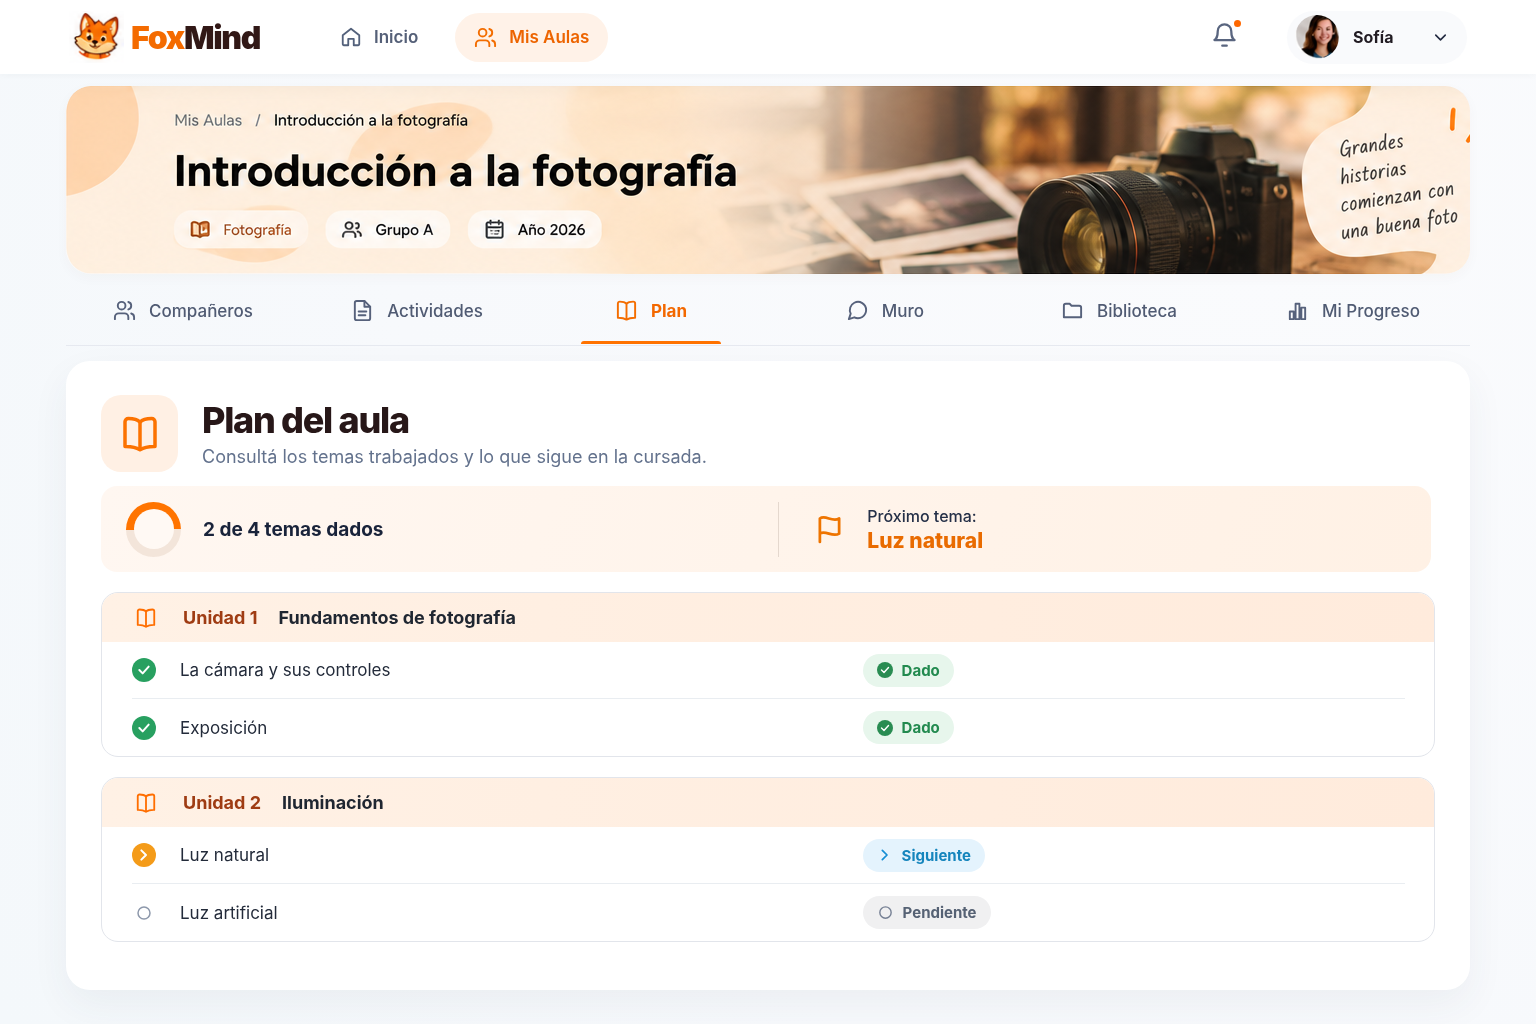 FoxMind
Inicio
Mis Aulas
Sofía
Mis Aulas / Introducción a la fotografía
Introducción a la fotografía
Fotografía
Grupo A
Año 2026
Grandes
historias
comienzan con
una buena foto
Compañeros
Actividades
Plan
Muro
Biblioteca
Mi Progreso
Plan del aula
Consultá los temas trabajados y lo que sigue en la cursada.
2 de 4 temas dados
Próximo tema:
Luz natural
Unidad 1 Fundamentos de fotografía
La cámara y sus controles Dado
Exposición Dado
Unidad 2 Iluminación
Luz natural Siguiente
Luz artificial Pendiente